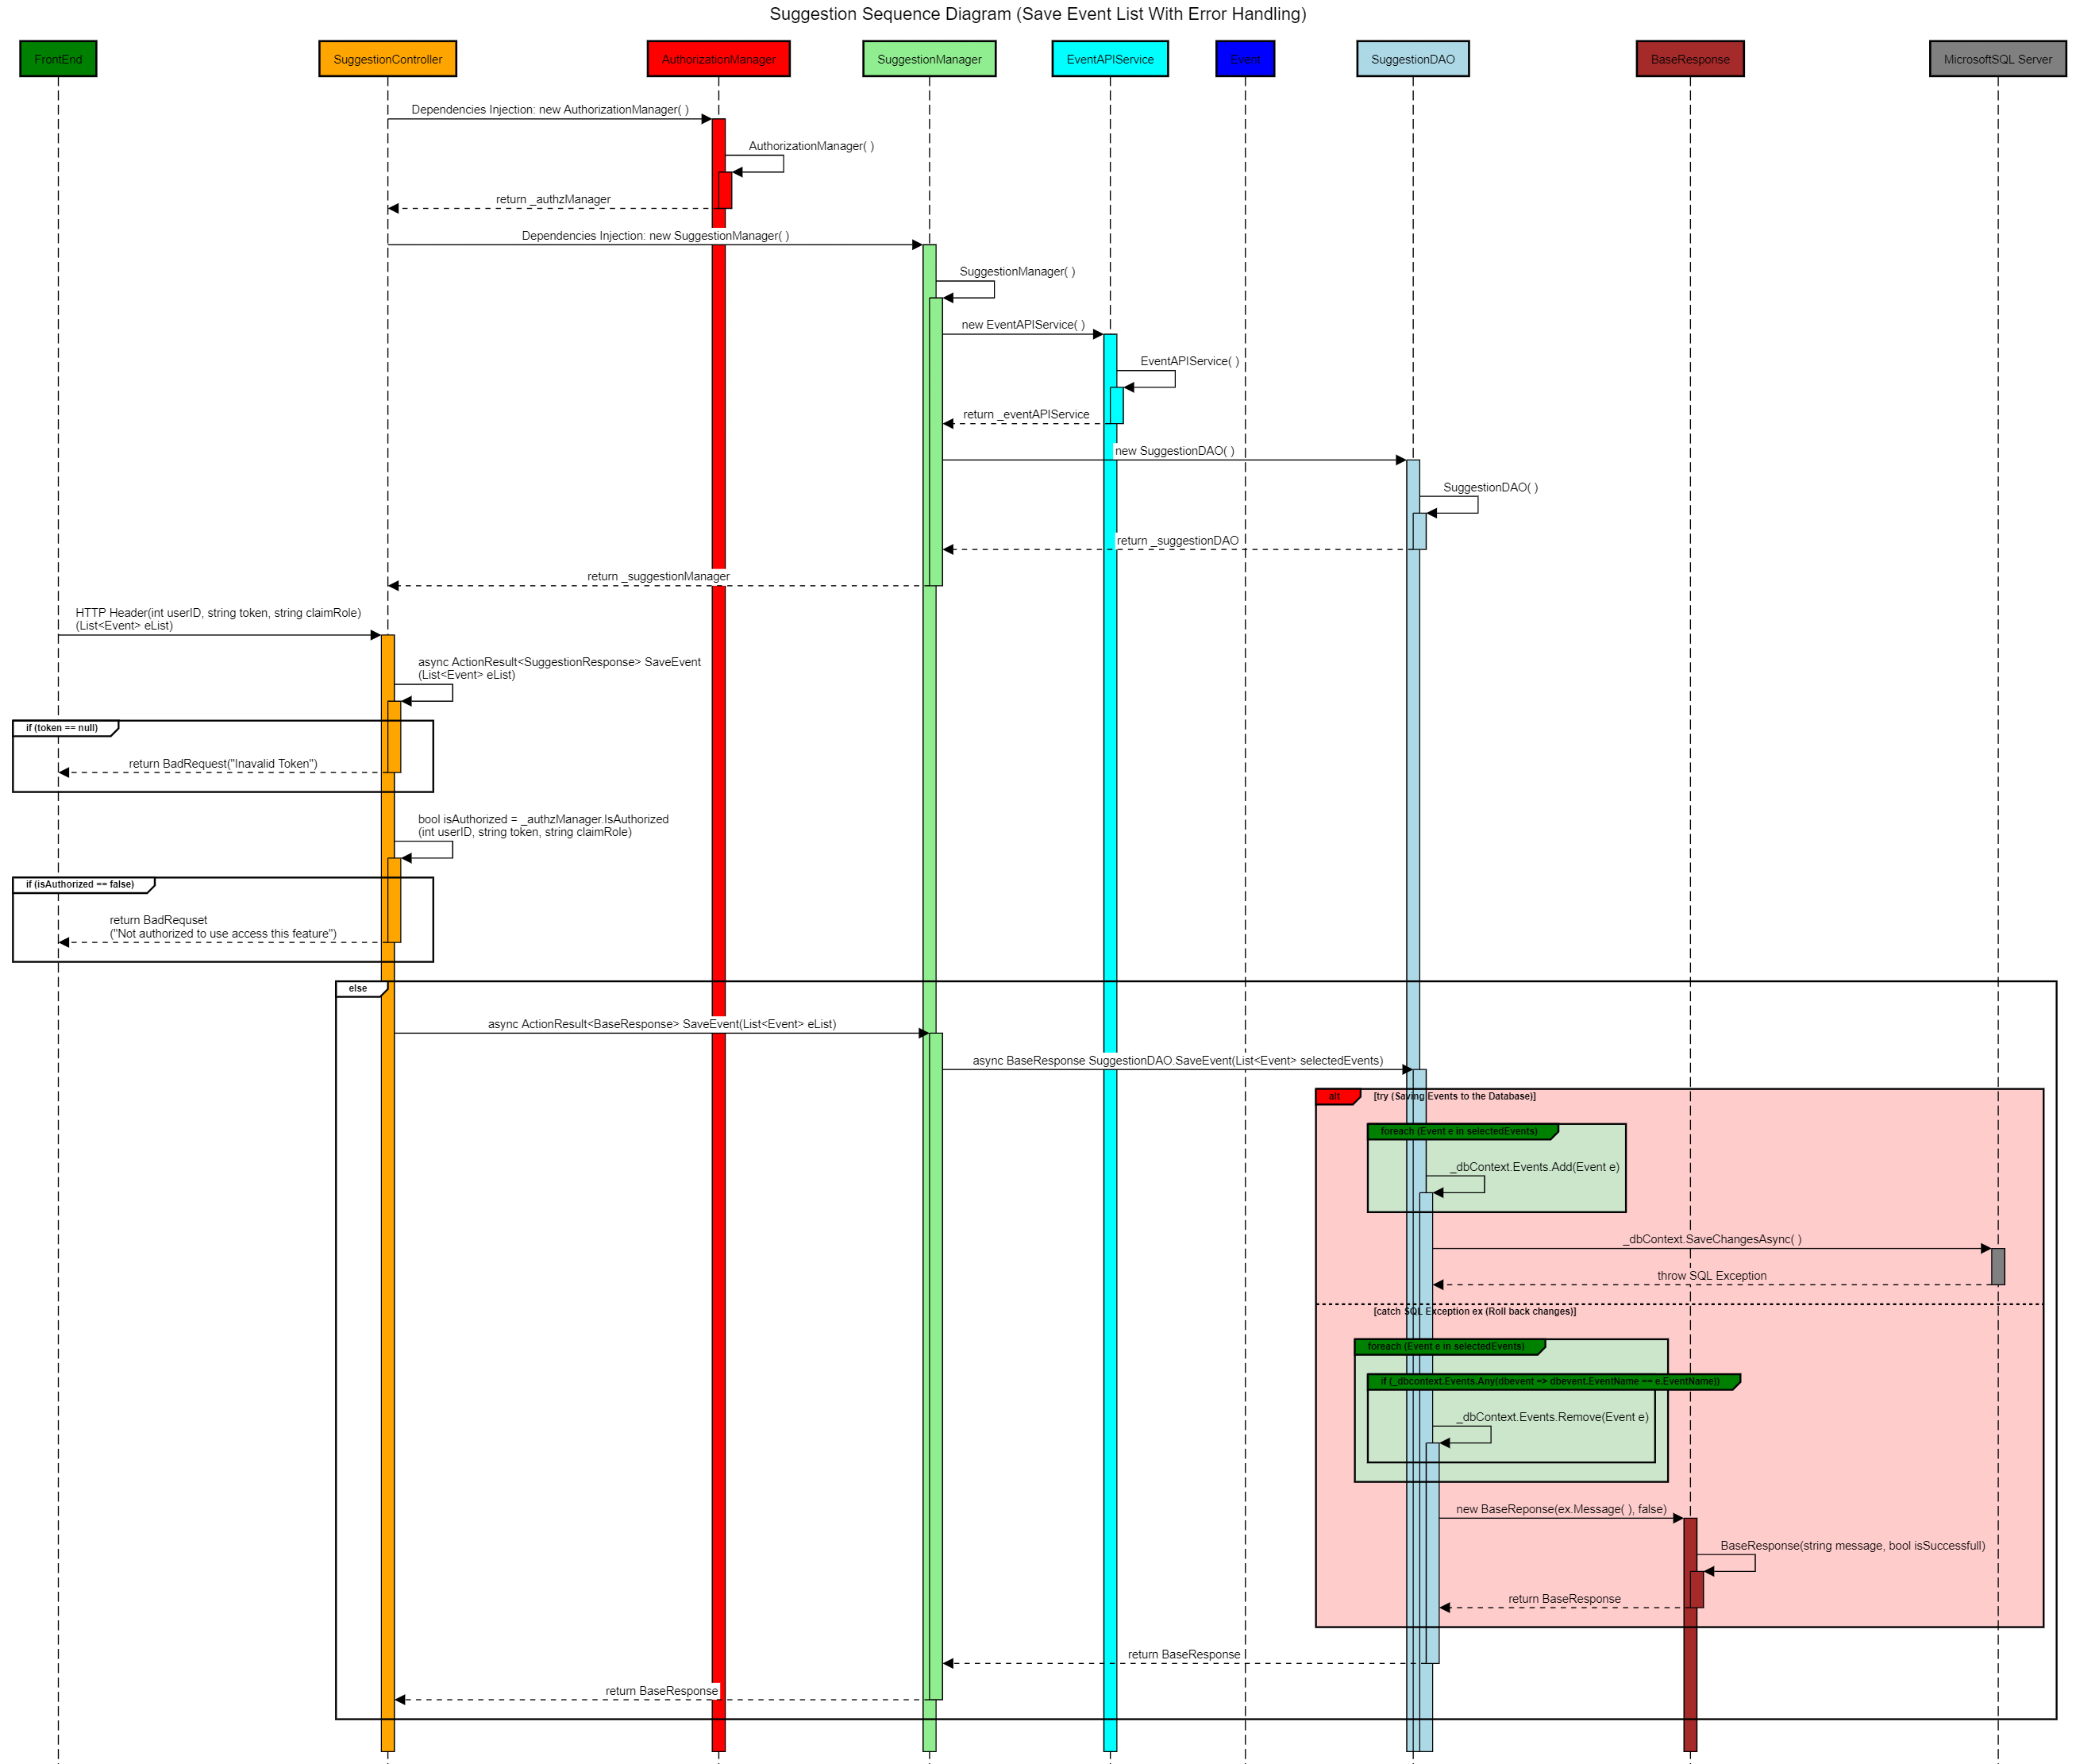 Suggestion Sequence Diagram (Save Event List With Error Handling)
FrontEnd
SuggestionController
AuthorizationManager
SuggestionManager
EventAPIService
Event
SuggestionDAO
BaseResponse
MicrosoftSQL Server
Dependencies Injection: new AuthorizationManager( )
AuthorizationManager( )
return _authzManager
Dependencies Injection: new SuggestionManager( )
SuggestionManager( )
new EventAPIService( )
EventAPIService( )
return _eventAPIService
new SuggestionDAO( )
SuggestionDAO( )
return _suggestionDAO
return _suggestionManager
HTTP Header(int userID, string token, string claimRole)
(List<Event> eList)
async ActionResult<SuggestionResponse> SaveEvent
(List<Event> eList)
if (token == null)
return BadRequest("Inavalid Token")
bool isAuthorized = _authzManager.IsAuthorized
(int userID, string token, string claimRole)
if (isAuthorized == false)
return BadRequset
("Not authorized to use access this feature")
else
async ActionResult<BaseResponse> SaveEvent(List<Event> eList)
async BaseResponse SuggestionDAO.SaveEvent(List<Event> selectedEvents)
alt
[try (Saving Events to the Database)]
foreach (Event e in selectedEvents)
_dbContext.Events.Add(Event e)
_dbContext.SaveChangesAsync( )
throw SQL Exception
[catch SQL Exception ex (Roll back changes)]
foreach (Event e in selectedEvents)
if (_dbcontext.Events.Any(dbevent => dbevent.EventName == e.EventName))
_dbContext.Events.Remove(Event e)
new BaseReponse(ex.Message( ), false)
BaseResponse(string message, bool isSuccessfull)
return BaseResponse
return BaseResponse
return BaseResponse